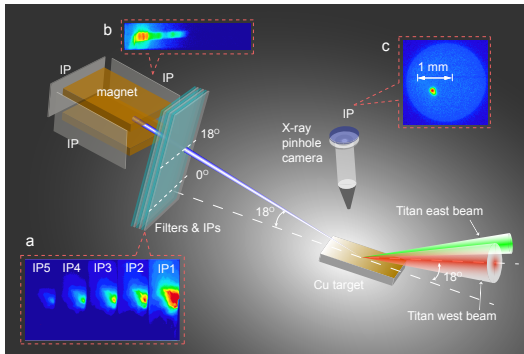 b
c
IP
magnet
IP
IP
1 mm
IP
X-ray
pinhole
camera
18°
0°
Filters & IPs
18°
Titan east beam
a
IP5 IP4 IP3 IP2 IP1
Cu target
18°
Titan west beam